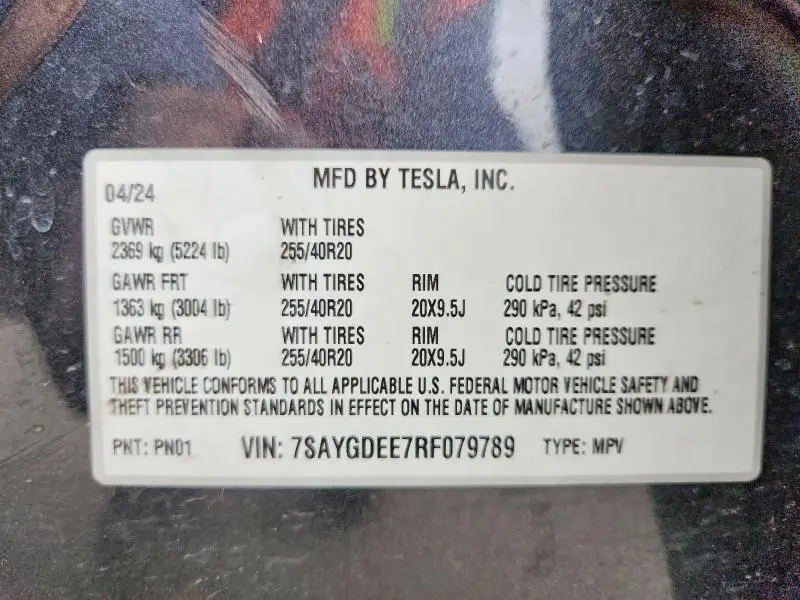 MFD BY TESLA, INC.
04/24
GVWR WITH TIRES
2369 kg (5224 lb) 255/40R20
GAWR FRT WITH TIRES RIM COLD TIRE PRESSURE
1363 kg (3004 lb) 255/40R20 20X9.5J 290 kPa, 42 psi
GAWR RR WITH TIRES RIM COLD TIRE PRESSURE
1500 kg (3306 lb) 255/40R20 20X9.5J 290 kPa, 42 psi
THIS VEHICLE CONFORMS TO ALL APPLICABLE U.S. FEDERAL MOTOR VEHICLE SAFETY AND
THEFT PREVENTION STANDARDS IN EFFECT ON THE DATE OF MANUFACTURE SHOWN ABOVE.
PNT: PN01 VIN: 7SAYGDEE7RF079789 TYPE: MPV